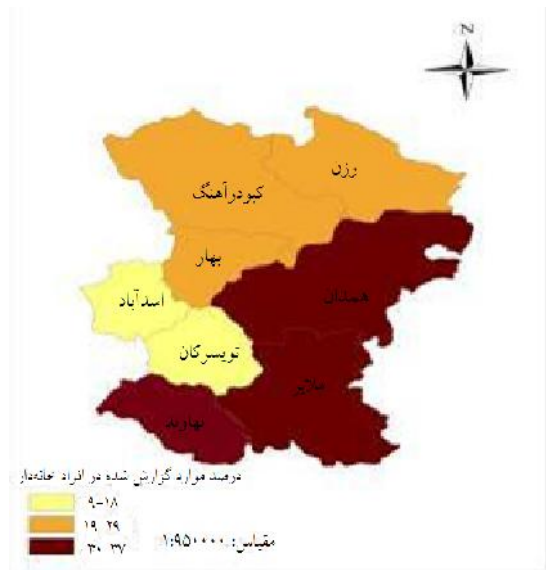 N
رزن
کبودرآهنگ
بهار
همدان
اسدآباد
تویسرکان
ملایر
نهاوند
درصد موارد گزارش شده در افراد خانه‌دار
۹-۱۸
۱۹-۲۹
۳۰-۳۷
مقیاس: ۱:۹۵۰۰۰۰